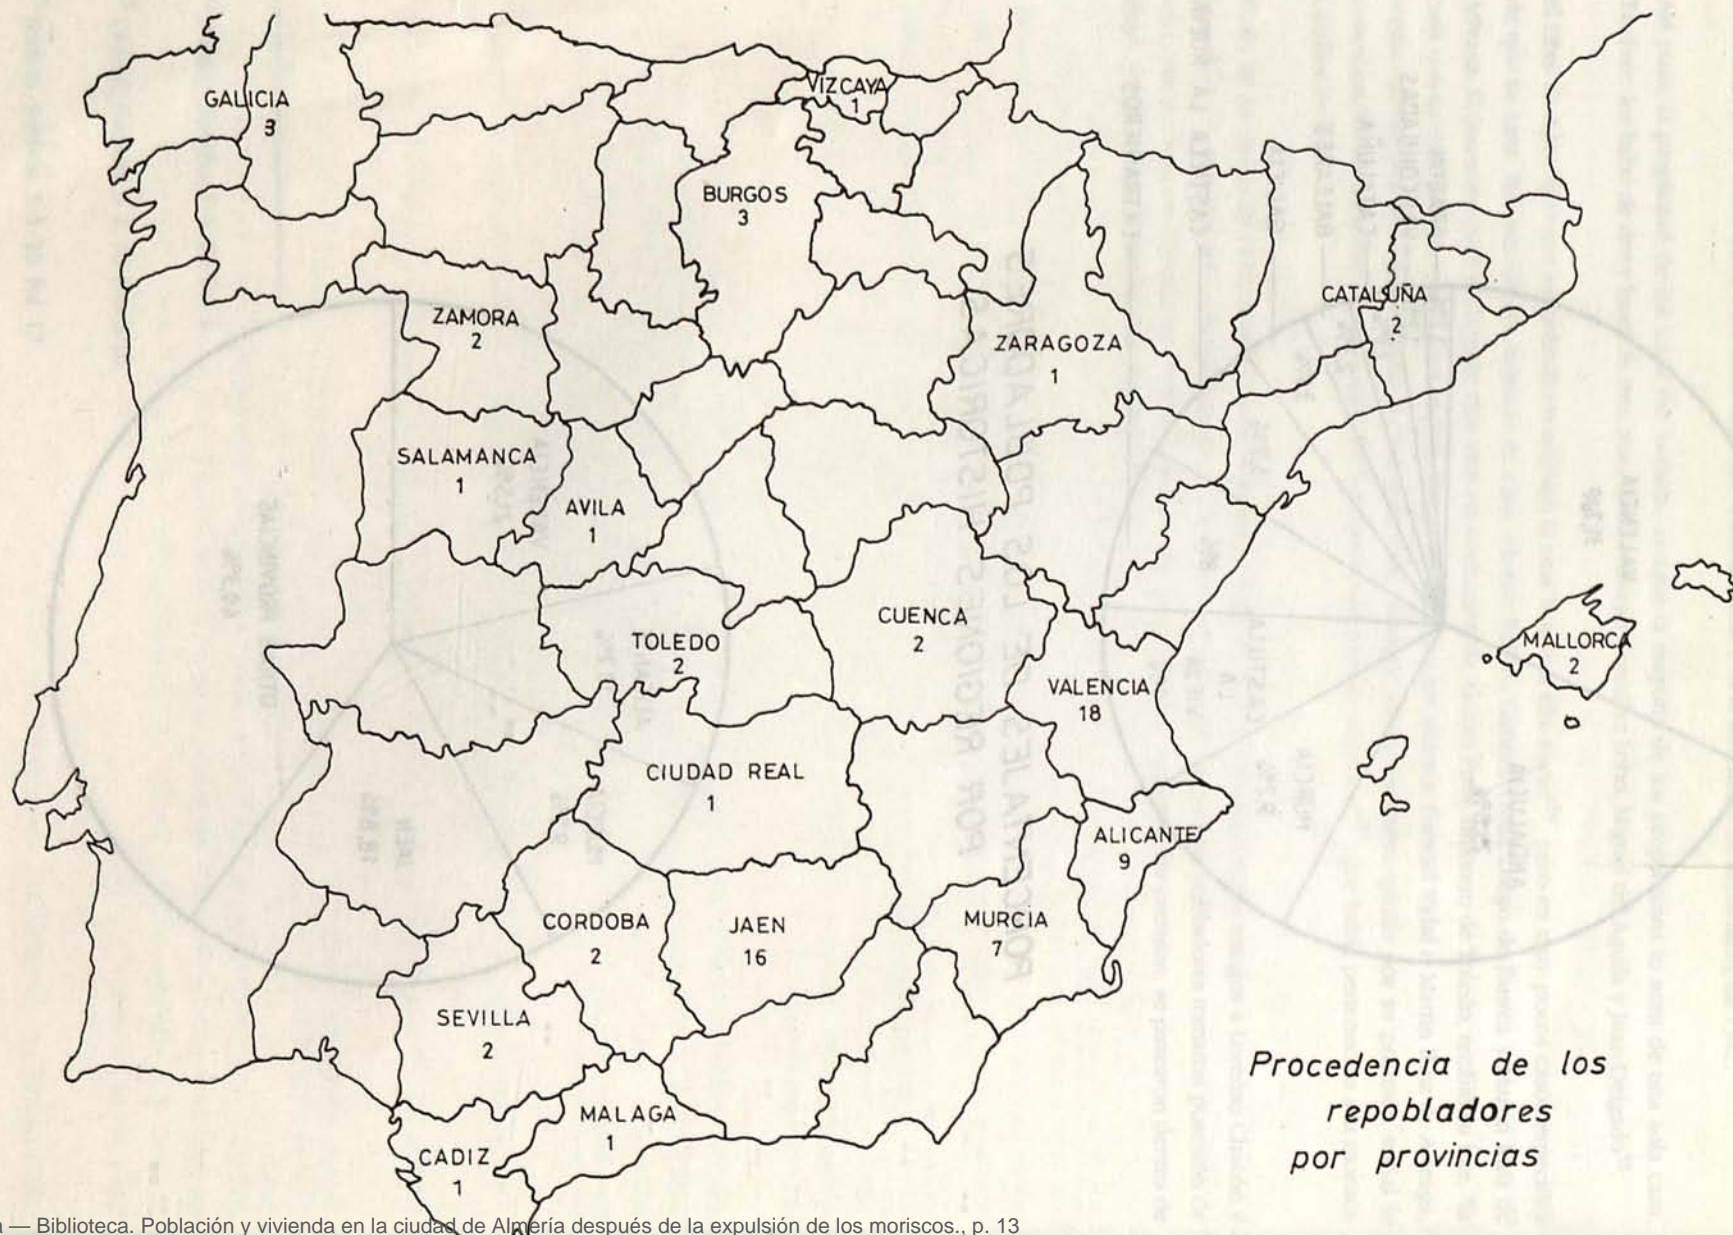 VIZCAYA
1
GALICIA
3
BURGOS
3
ZAMORA
2
CATALUÑA
2
ZARAGOZA
1
SALAMANCA
1
AVILA
1
CUENCA
2
TOLEDO
2
MALLORCA
2
VALENCIA
18
CIUDAD REAL
1
ALICANTE
9
CORDOBA
2
JAEN
16
MURCIA
7
SEVILLA
2
MALAGA
1
CADIZ
1
Procedencia de los
repobladores
por provincias
— Biblioteca. Población y vivienda en la ciudad de Almería después de la expulsión de los moriscos., p. 13